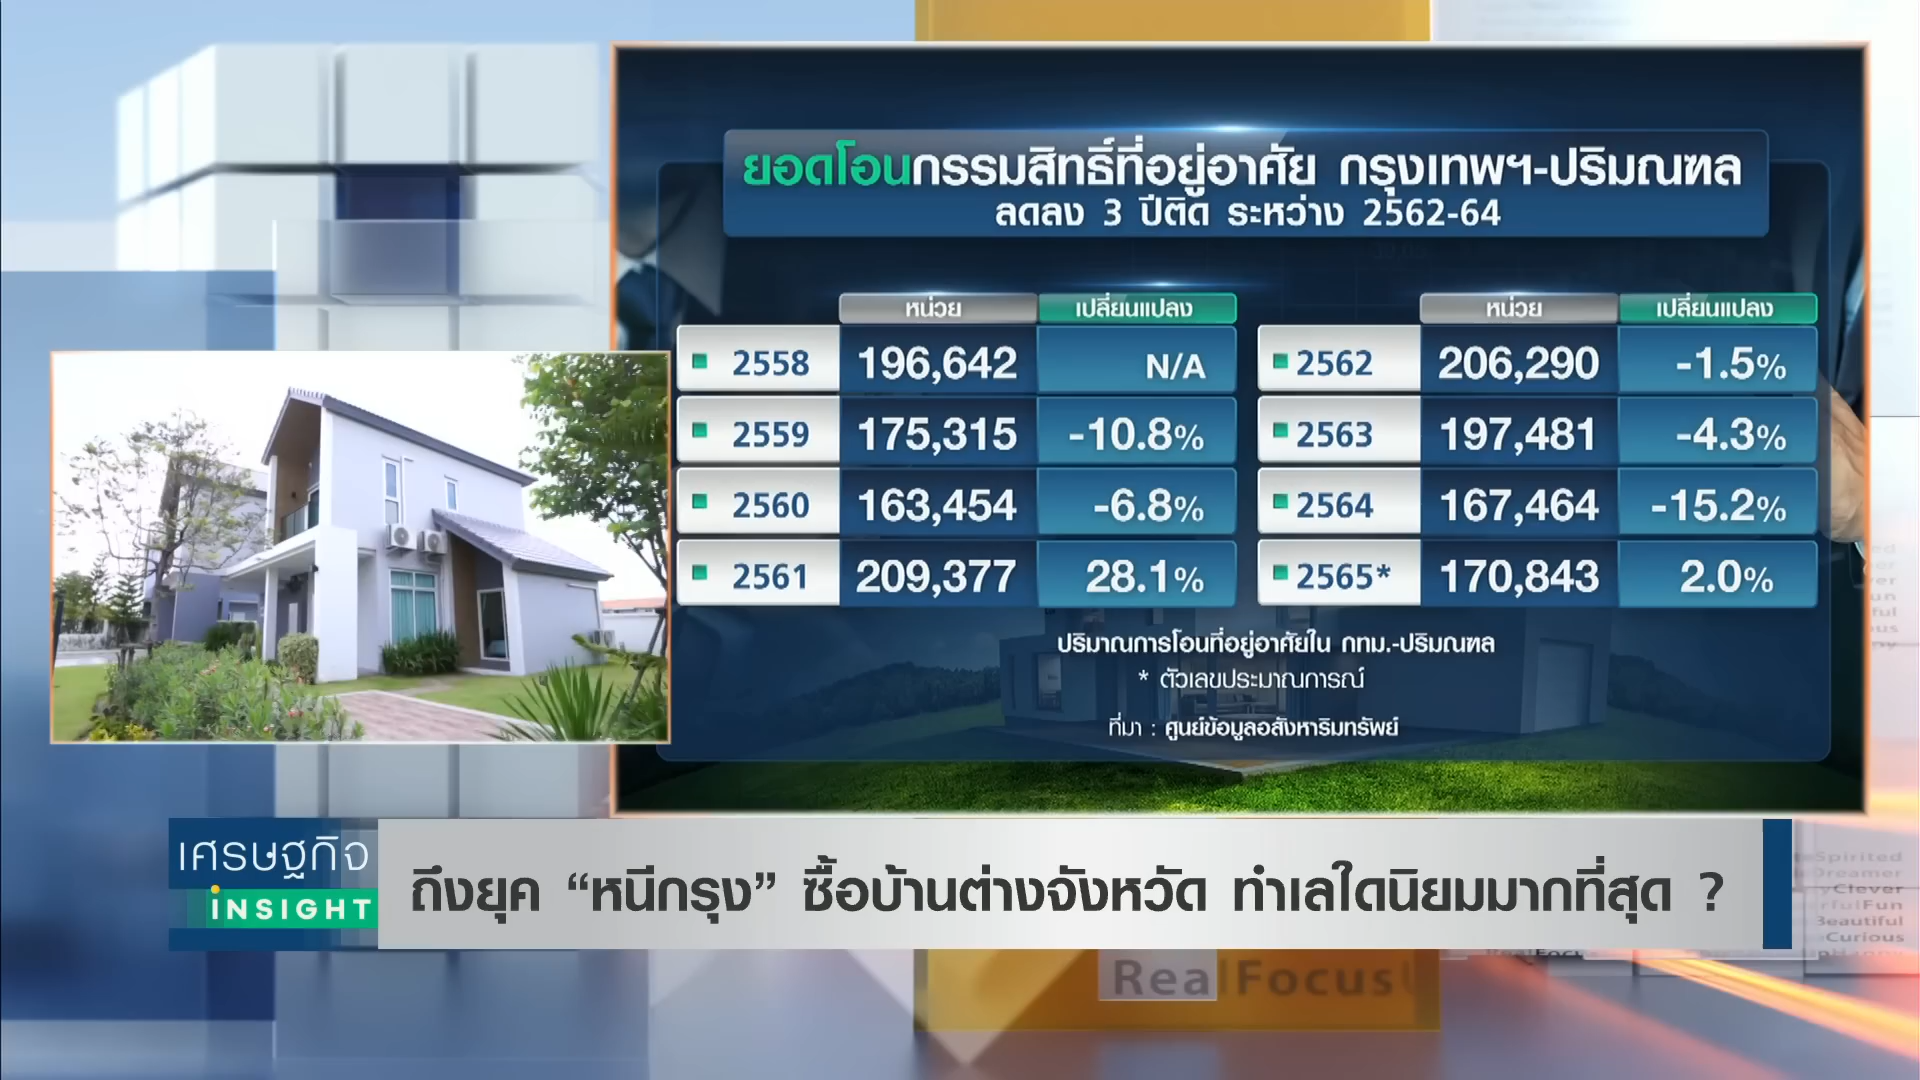 ยอดโอนกรรมสิทธิ์ที่อยู่อาศัย กรุงเทพฯ-ปริมณฑล
ลดลง 3 ปีติด ระหว่าง 2562-64
หน่วย เปลี่ยนแปลง
2558 196,642 N/A
2559 175,315 -10.8%
2560 163,454 -6.8%
2561 209,377 28.1%
หน่วย เปลี่ยนแปลง
2562 206,290 -1.5%
2563 197,481 -4.3%
2564 167,464 -15.2%
2565* 170,843 2.0%
ปริมาณการโอนที่อยู่อาศัยใน กทม.-ปริมณฑล
* ตัวเลขประมาณการณ์
ที่มา : ศูนย์ข้อมูลอสังหาริมทรัพย์
เศรษฐกิจ
INSIGHT
ถึงยุค “หนีกรุง” ซื้อบ้านต่างจังหวัด ทำเลใดนิยมมากที่สุด ?
RealFocus
Spirited
Dreamer
Clever
Fun
Beautiful
Curious